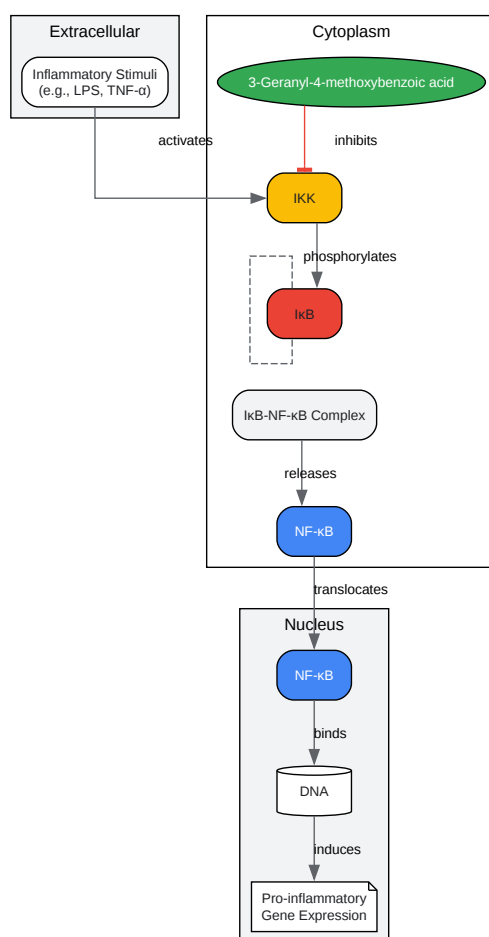 Extracellular
Cytoplasm
Inflammatory Stimuli
(e.g., LPS, TNF-α)
3-Geranyl-4-methoxybenzoic acid
activates
inhibits
IKK
phosphorylates
IκB
IκB-NF-κB Complex
releases
NF-κB
translocates
Nucleus
NF-κB
binds
DNA
induces
Pro-inflammatory
Gene Expression